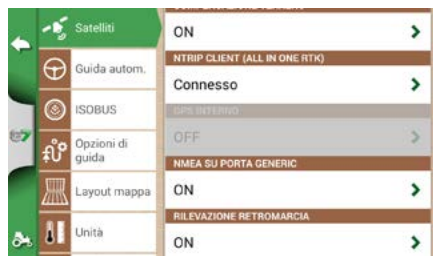 Satelliti
Guida autom.
ISOBUS
Opzioni di
guida
Layout mappa
Unità
ON
NTRIP CLIENT (ALL IN ONE RTK)
Connesso
GPS INTERNO
OFF
NMEA SU PORTA GENERIC
ON
RILEVAZIONE RETROMARCIA
ON